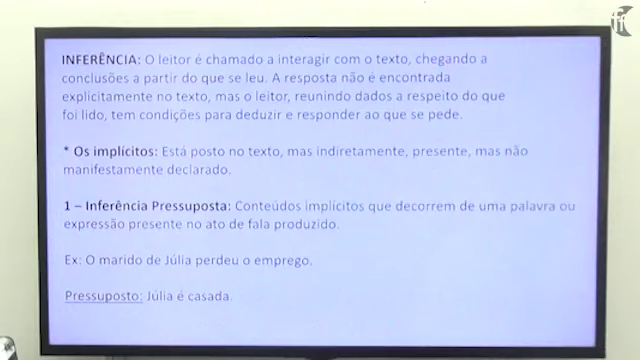 INFERÊNCIA: O leitor é chamado a interagir com o texto, chegando a
conclusões a partir do que se leu. A resposta não é encontrada
explicitamente no texto, mas o leitor, reunindo dados a respeito do que
foi lido, tem condições para deduzir e responder ao que se pede.
* Os implícitos: Está posto no texto, mas indiretamente, presente, mas não
manifestamente declarado.
1 – Inferência Pressuposta: Conteúdos implícitos que decorrem de uma palavra ou
expressão presente no ato de fala produzido.
Ex: O marido de Júlia perdeu o emprego.
Pressuposto: Júlia é casada.